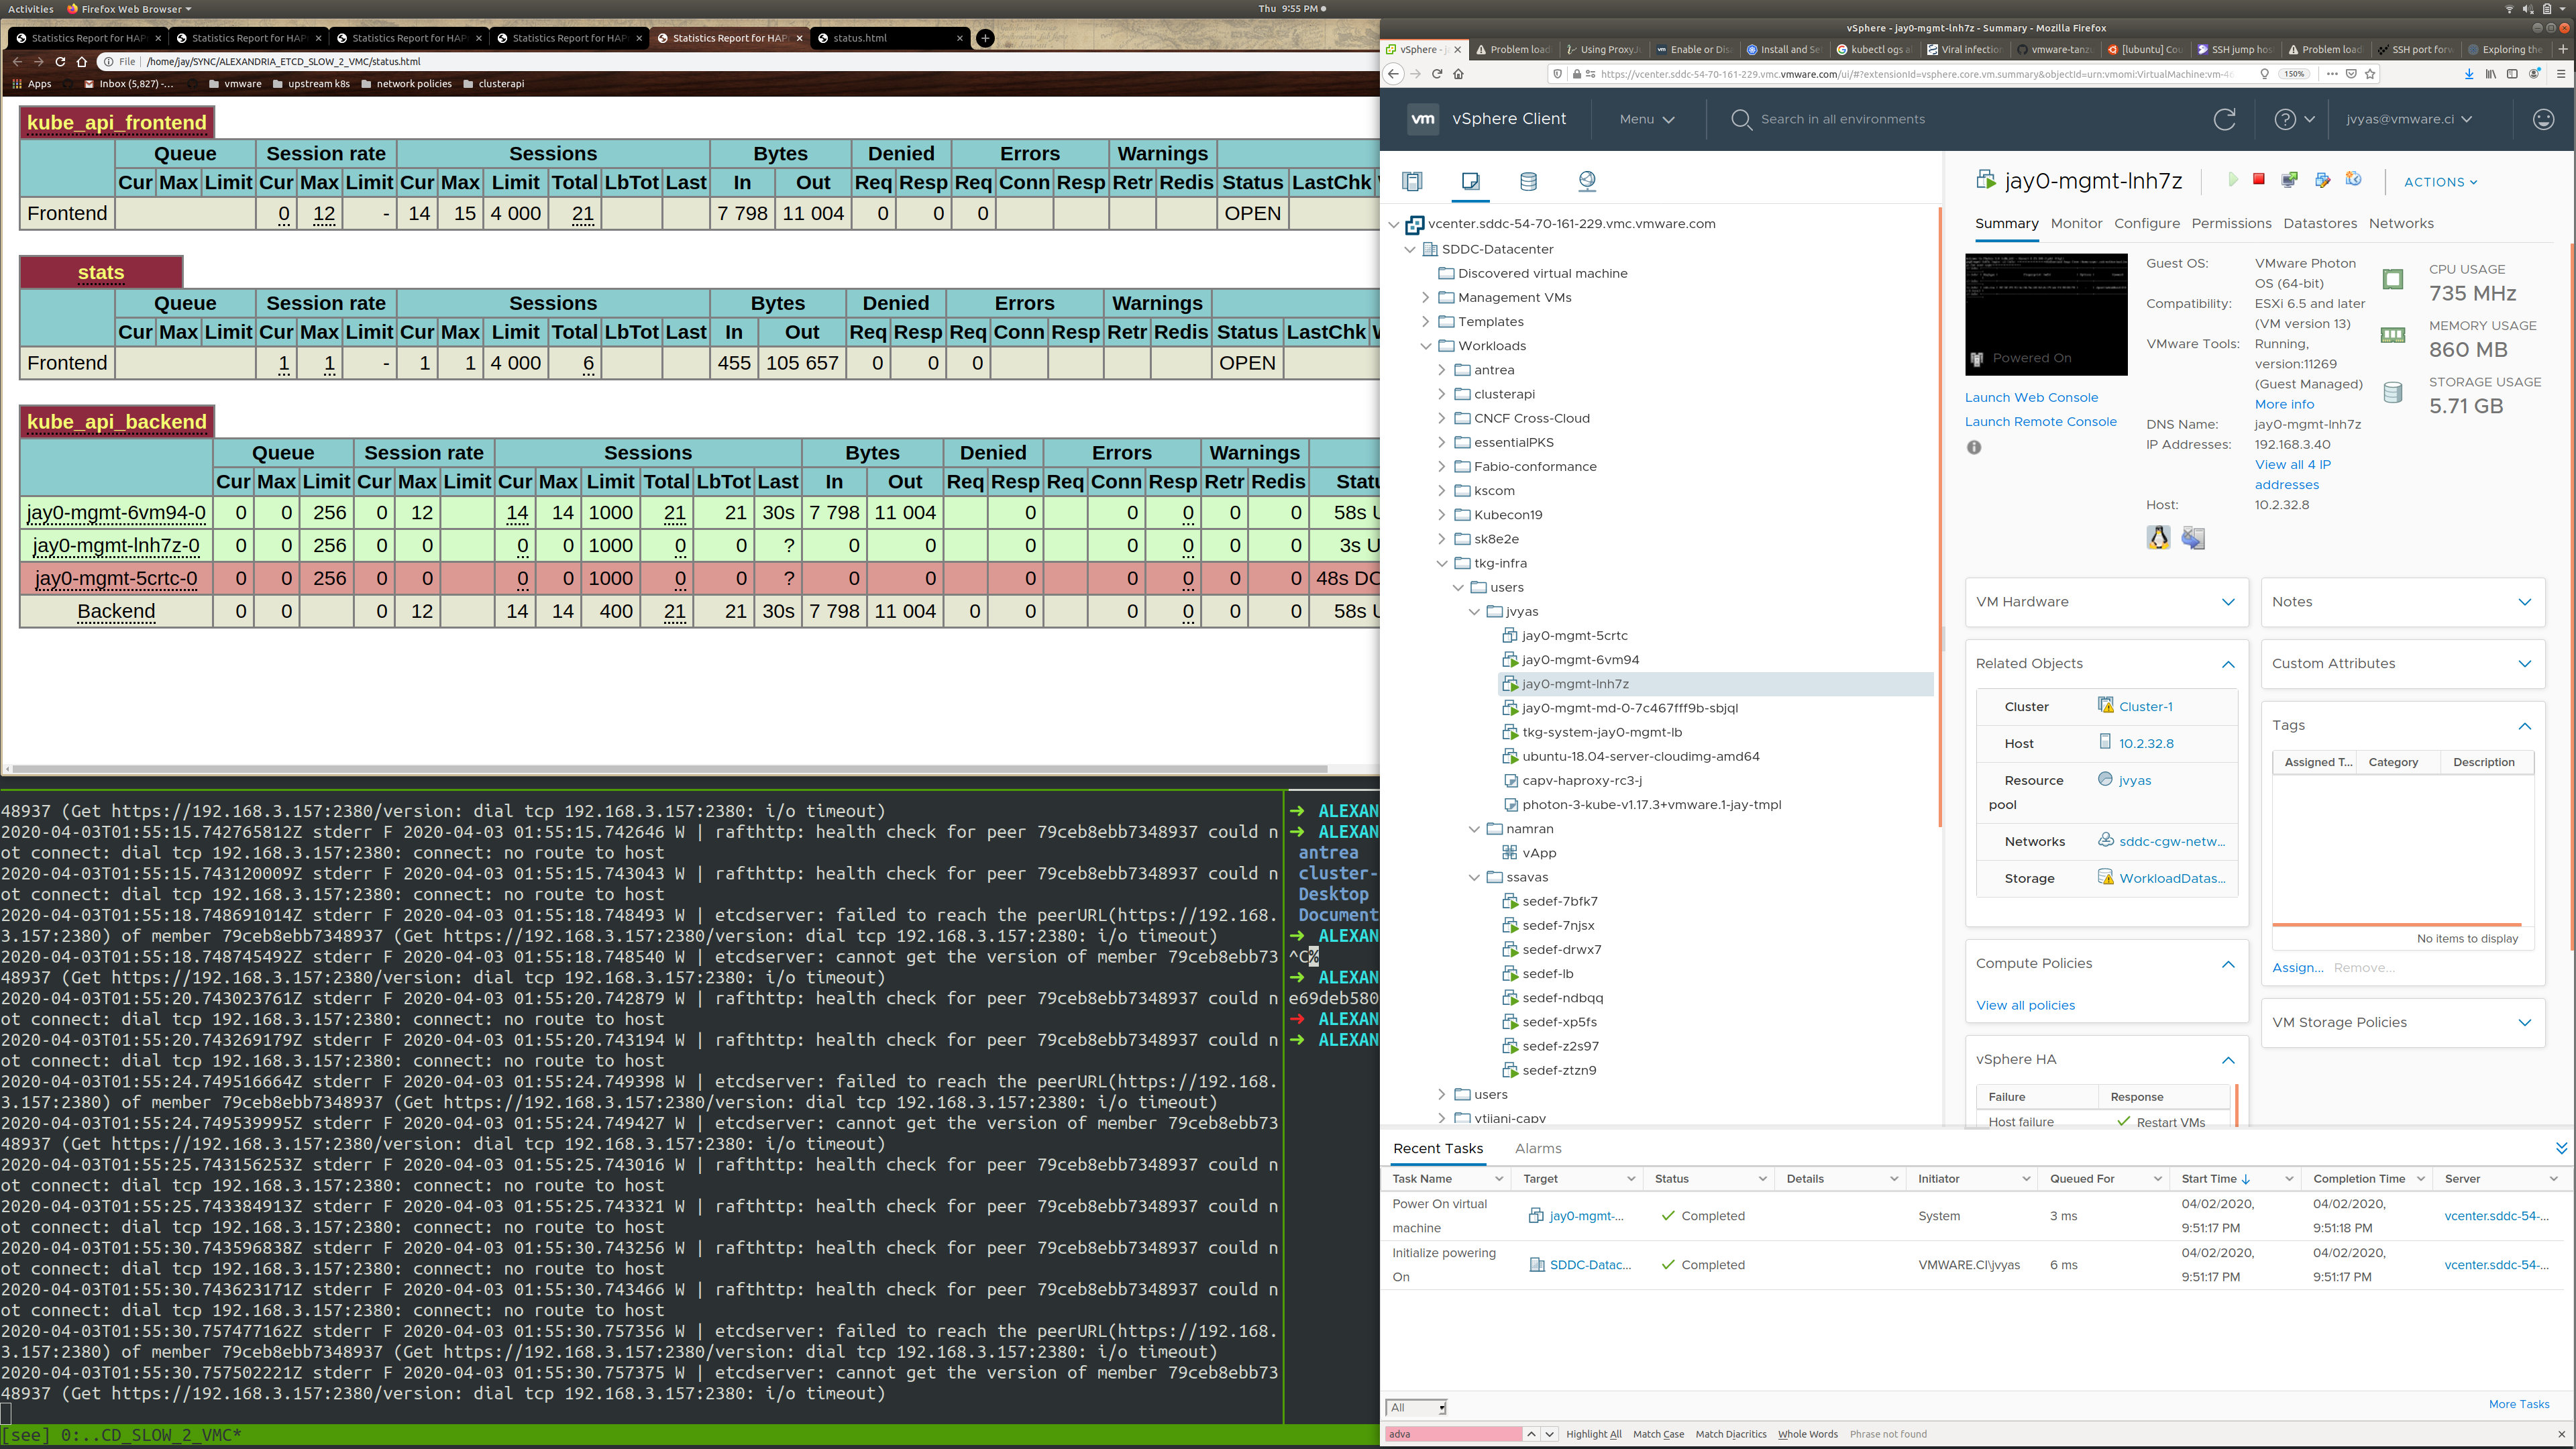 Activities Firefox Web Browser Thu 9:55 PM
Statistics Report for HAP Statistics Report for HAP Statistics Report for HAP Statistics Report for HAP Statistics Report for HAP status.html
File /home/jay/SYNC/ALEXANDRIA_ETCD_SLOW_2_VMC/status.html
Apps Inbox (5,827) -... vmware upstream k8s network policies clusterapi
kube_api_frontend
Queue Session rate Sessions Bytes Denied Errors Warnings
Cur Max Limit Cur Max Limit Cur Max Limit Total LbTot Last In Out Req Resp Req Conn Resp Retr Redis Status LastChk
Frontend 0 12 - 14 15 4 000 21 7 798 11 004 0 0 0 OPEN
stats
Queue Session rate Sessions Bytes Denied Errors Warnings
Cur Max Limit Cur Max Limit Cur Max Limit Total LbTot Last In Out Req Resp Req Conn Resp Retr Redis Status LastChk
Frontend 1 1 - 1 1 4 000 6 455 105 657 0 0 0 OPEN
kube_api_backend
Queue Session rate Sessions Bytes Denied Errors Warnings
Cur Max Limit Cur Max Limit Cur Max Limit Total LbTot Last In Out Req Resp Req Conn Resp Retr Redis Statu
jay0-mgmt-6vm94-0 0 0 256 0 12 14 14 1000 21 21 30s 7 798 11 004 0 0 0 0 0 58s U
jay0-mgmt-lnh7z-0 0 0 256 0 0 0 0 1000 0 0 ? 0 0 0 0 0 0 0 3s U
jay0-mgmt-5crtc-0 0 0 256 0 0 0 0 1000 0 0 ? 0 0 0 0 0 0 0 48s DO
Backend 0 0 0 12 14 14 400 21 21 30s 7 798 11 004 0 0 0 0 0 0 58s U
48937 (Get https://192.168.3.157:2380/version: dial tcp 192.168.3.157:2380: i/o timeout)
2020-04-03T01:55:15.742765812Z stderr F 2020-04-03 01:55:15.742646 W | rafthttp: health check for peer 79ceb8ebb7348937 could n
ot connect: dial tcp 192.168.3.157:2380: connect: no route to host
2020-04-03T01:55:15.743120009Z stderr F 2020-04-03 01:55:15.743043 W | rafthttp: health check for peer 79ceb8ebb7348937 could n
ot connect: dial tcp 192.168.3.157:2380: connect: no route to host
2020-04-03T01:55:18.748691014Z stderr F 2020-04-03 01:55:18.748493 W | etcdserver: failed to reach the peerURL(https://192.168.
3.157:2380) of member 79ceb8ebb7348937 (Get https://192.168.3.157:2380/version: dial tcp 192.168.3.157:2380: i/o timeout)
2020-04-03T01:55:18.748745492Z stderr F 2020-04-03 01:55:18.748540 W | etcdserver: cannot get the version of member 79ceb8ebb73
48937 (Get https://192.168.3.157:2380/version: dial tcp 192.168.3.157:2380: i/o timeout)
2020-04-03T01:55:20.743023761Z stderr F 2020-04-03 01:55:20.742879 W | rafthttp: health check for peer 79ceb8ebb7348937 could n
ot connect: dial tcp 192.168.3.157:2380: connect: no route to host
2020-04-03T01:55:20.743269179Z stderr F 2020-04-03 01:55:20.743194 W | rafthttp: health check for peer 79ceb8ebb7348937 could n
ot connect: dial tcp 192.168.3.157:2380: connect: no route to host
2020-04-03T01:55:24.749516664Z stderr F 2020-04-03 01:55:24.749398 W | etcdserver: failed to reach the peerURL(https://192.168.
3.157:2380) of member 79ceb8ebb7348937 (Get https://192.168.3.157:2380/version: dial tcp 192.168.3.157:2380: i/o timeout)
2020-04-03T01:55:24.749539995Z stderr F 2020-04-03 01:55:24.749427 W | etcdserver: cannot get the version of member 79ceb8ebb73
48937 (Get https://192.168.3.157:2380/version: dial tcp 192.168.3.157:2380: i/o timeout)
2020-04-03T01:55:25.743156253Z stderr F 2020-04-03 01:55:25.743016 W | rafthttp: health check for peer 79ceb8ebb7348937 could n
ot connect: dial tcp 192.168.3.157:2380: connect: no route to host
2020-04-03T01:55:25.743384913Z stderr F 2020-04-03 01:55:25.743321 W | rafthttp: health check for peer 79ceb8ebb7348937 could n
ot connect: dial tcp 192.168.3.157:2380: connect: no route to host
2020-04-03T01:55:30.743596838Z stderr F 2020-04-03 01:55:30.743256 W | rafthttp: health check for peer 79ceb8ebb7348937 could n
ot connect: dial tcp 192.168.3.157:2380: connect: no route to host
2020-04-03T01:55:30.743623171Z stderr F 2020-04-03 01:55:30.743466 W | rafthttp: health check for peer 79ceb8ebb7348937 could n
ot connect: dial tcp 192.168.3.157:2380: connect: no route to host
2020-04-03T01:55:30.757477162Z stderr F 2020-04-03 01:55:30.757356 W | etcdserver: failed to reach the peerURL(https://192.168.
3.157:2380) of member 79ceb8ebb7348937 (Get https://192.168.3.157:2380/version: dial tcp 192.168.3.157:2380: i/o timeout)
2020-04-03T01:55:30.757502221Z stderr F 2020-04-03 01:55:30.757375 W | etcdserver: cannot get the version of member 79ceb8ebb73
48937 (Get https://192.168.3.157:2380/version: dial tcp 192.168.3.157:2380: i/o timeout)
[see] 0:..CD_SLOW_2_VMC*
➜ ALEXAN
➜ ALEXAN
antrea
cluster-
Desktop
Document
➜ ALEXAN
^C%
➜ ALEXAN
e69deb580
➜ ALEXAN
➜ ALEXAN
vSphere - jay0-mgmt-lnh7z - Summary - Mozilla Firefox
vSphere - j Problem load Using ProxyJu Enable or Dis Install and Se kubectl ogs a Viral infection vmware-tanzu [lubuntu] Cou SSH jump hos Problem load SSH port forw Exploring the
https://vcenter.sddc-54-70-161-229.vmc.vmware.com/ui/#?extensionId=vsphere.core.vm.summary&objectId=urn:vmomi:VirtualMachine:vm-4 150%
vm vSphere Client Menu Search in all environments jvyas@vmware.ci
vcenter.sddc-54-70-161-229.vmc.vmware.com
SDDC-Datacenter
Discovered virtual machine
Management VMs
Templates
Workloads
antrea
clusterapi
CNCF Cross-Cloud
essentialPKS
Fabio-conformance
kscom
Kubecon19
sk8e2e
tkg-infra
users
jvyas
jay0-mgmt-5crtc
jay0-mgmt-6vm94
jay0-mgmt-lnh7z
jay0-mgmt-md-0-7c467fff9b-sbjql
tkg-system-jay0-mgmt-lb
ubuntu-18.04-server-cloudimg-amd64
capv-haproxy-rc3-j
photon-3-kube-v1.17.3+vmware.1-jay-tmpl
namran
vApp
ssavas
sedef-7bfk7
sedef-7njsx
sedef-drwx7
sedef-lb
sedef-ndbqq
sedef-xp5fs
sedef-z2s97
sedef-ztzn9
users
vtijani-capv
jay0-mgmt-lnh7z ACTIONS
Summary Monitor Configure Permissions Datastores Networks
Powered On
Launch Web Console
Launch Remote Console
Guest OS: VMware Photon
OS (64-bit)
Compatibility: ESXi 6.5 and later
(VM version 13)
VMware Tools: Running,
version:11269
(Guest Managed)
More info
DNS Name: jay0-mgmt-lnh7z
IP Addresses: 192.168.3.40
View all 4 IP
addresses
Host: 10.2.32.8
CPU USAGE
735 MHz
MEMORY USAGE
860 MB
STORAGE USAGE
5.71 GB
VM Hardware
Related Objects
Cluster Cluster-1
Host 10.2.32.8
Resource pool jvyas
Networks sddc-cgw-netw...
Storage WorkloadDatas...
Compute Policies
View all policies
vSphere HA
Failure Response
Host failure Restart VMs
Notes
Custom Attributes
Tags
Assigned T... Category Description
No items to display
Assign... Remove...
VM Storage Policies
Recent Tasks Alarms
Task Name Target Status Details Initiator Queued For Start Time Completion Time Server
Power On virtual machine jay0-mgmt-... Completed System 3 ms 04/02/2020, 9:51:17 PM 04/02/2020, 9:51:18 PM vcenter.sddc-54-...
Initialize powering On SDDC-Datac... Completed VMWARE.CI\jvyas 6 ms 04/02/2020, 9:51:17 PM 04/02/2020, 9:51:17 PM vcenter.sddc-54-...
All More Tasks
adva Highlight All Match Case Match Diacritics Whole Words Phrase not found